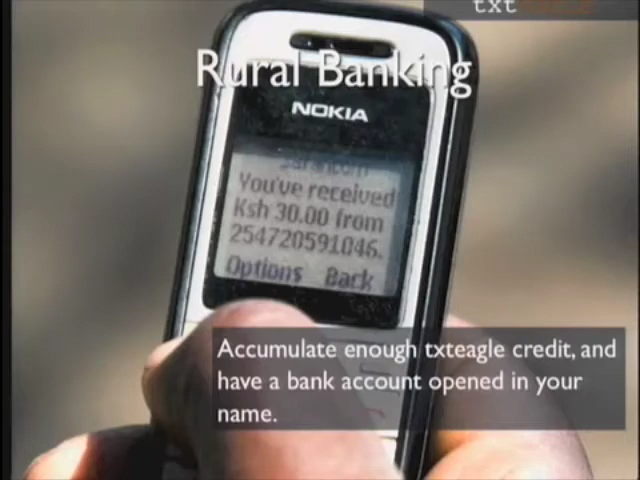 txt
Rural Banking
NOKIA
Safaricom
You've received
Ksh 30.00 from
254720591046.
Options Back
Accumulate enough txteagle credit, and
have a bank account opened in your
name.